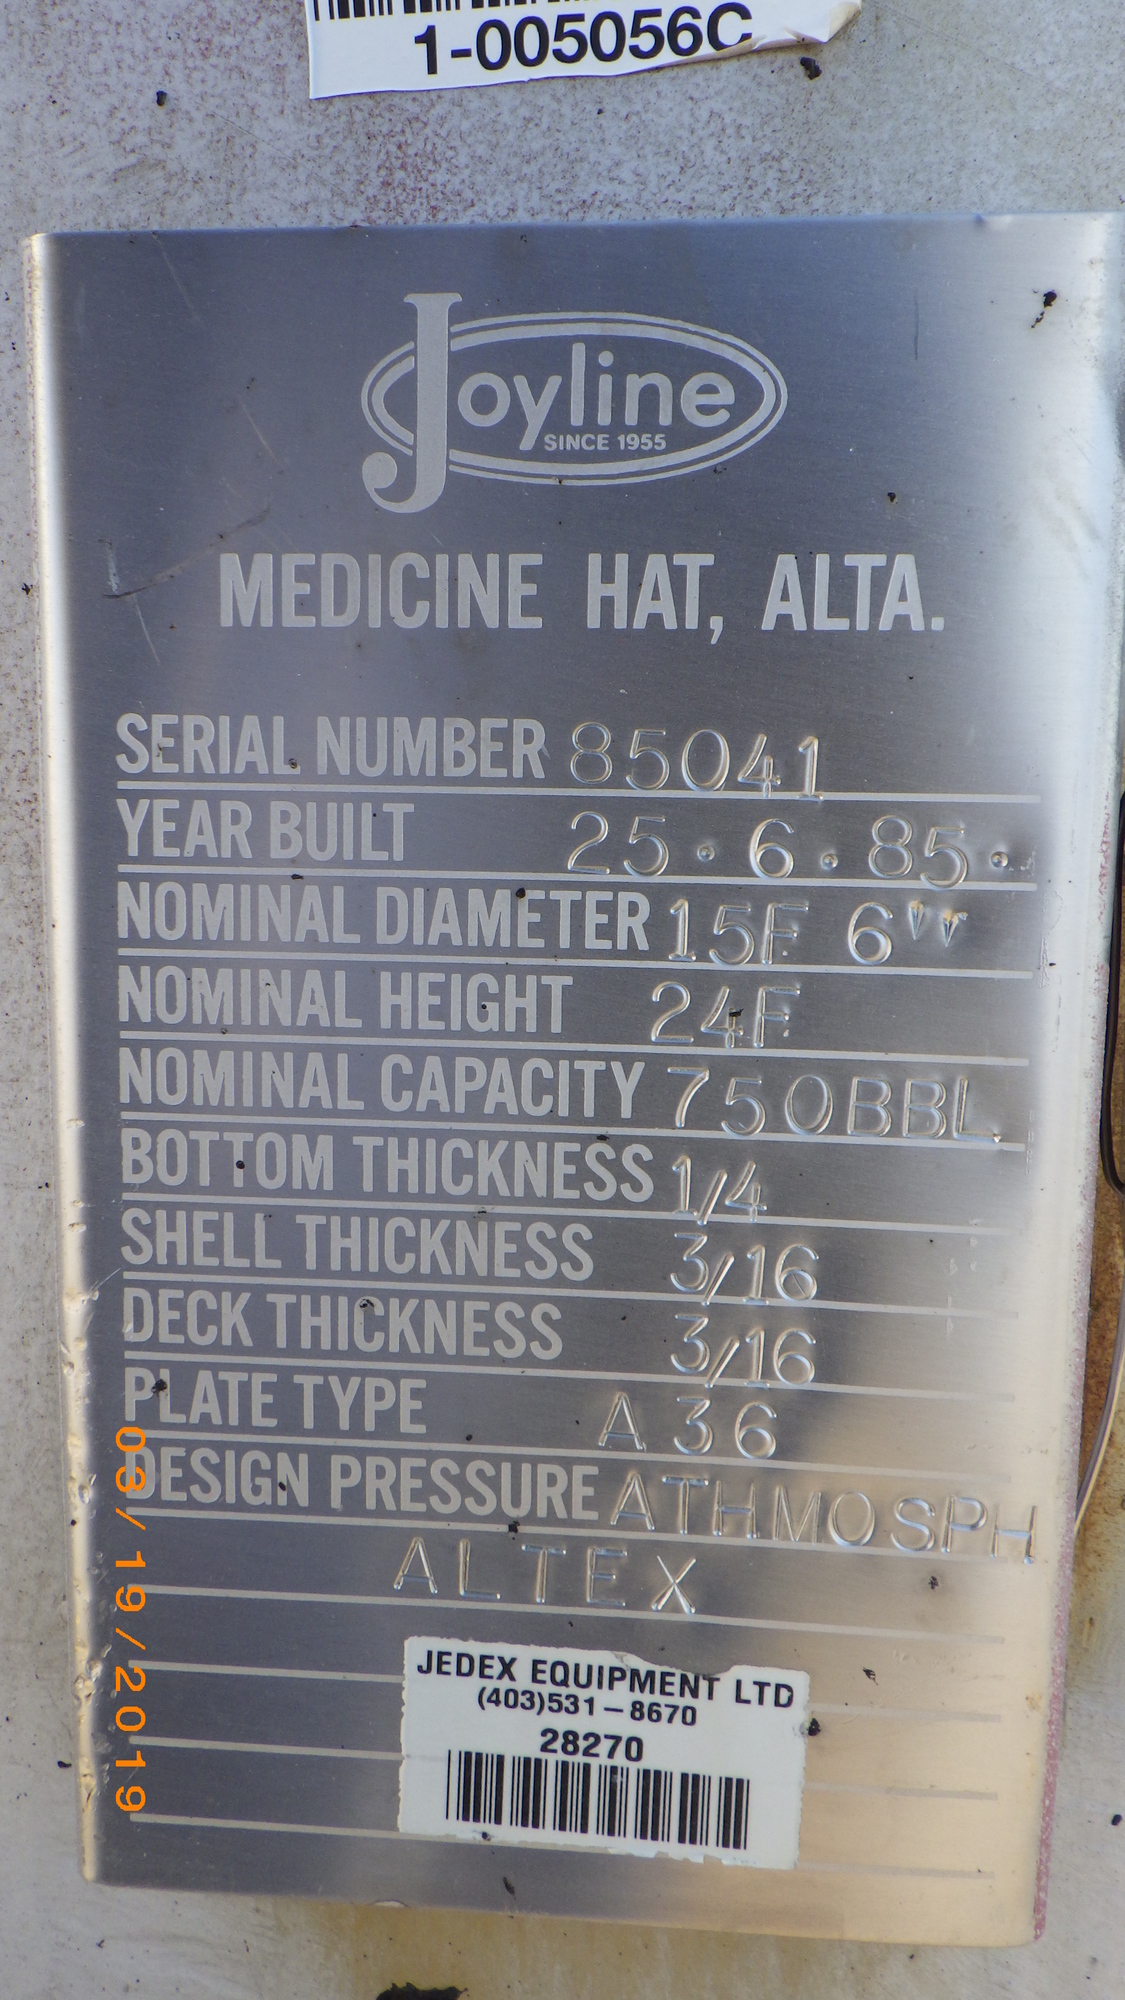 1-005056C
Joyline
SINCE 1955
MEDICINE HAT, ALTA.
SERIAL NUMBER 85041
YEAR BUILT 25 · 6 · 85 ·
NOMINAL DIAMETER 15F 6"
NOMINAL HEIGHT 24F
NOMINAL CAPACITY 750BBL
BOTTOM THICKNESS 1/4
SHELL THICKNESS 3/16
DECK THICKNESS 3/16
PLATE TYPE A36
DESIGN PRESSURE ATHMOSPH
ALTEX
JEDEX EQUIPMENT LTD
(403)531-8670
28270
03/19/2019